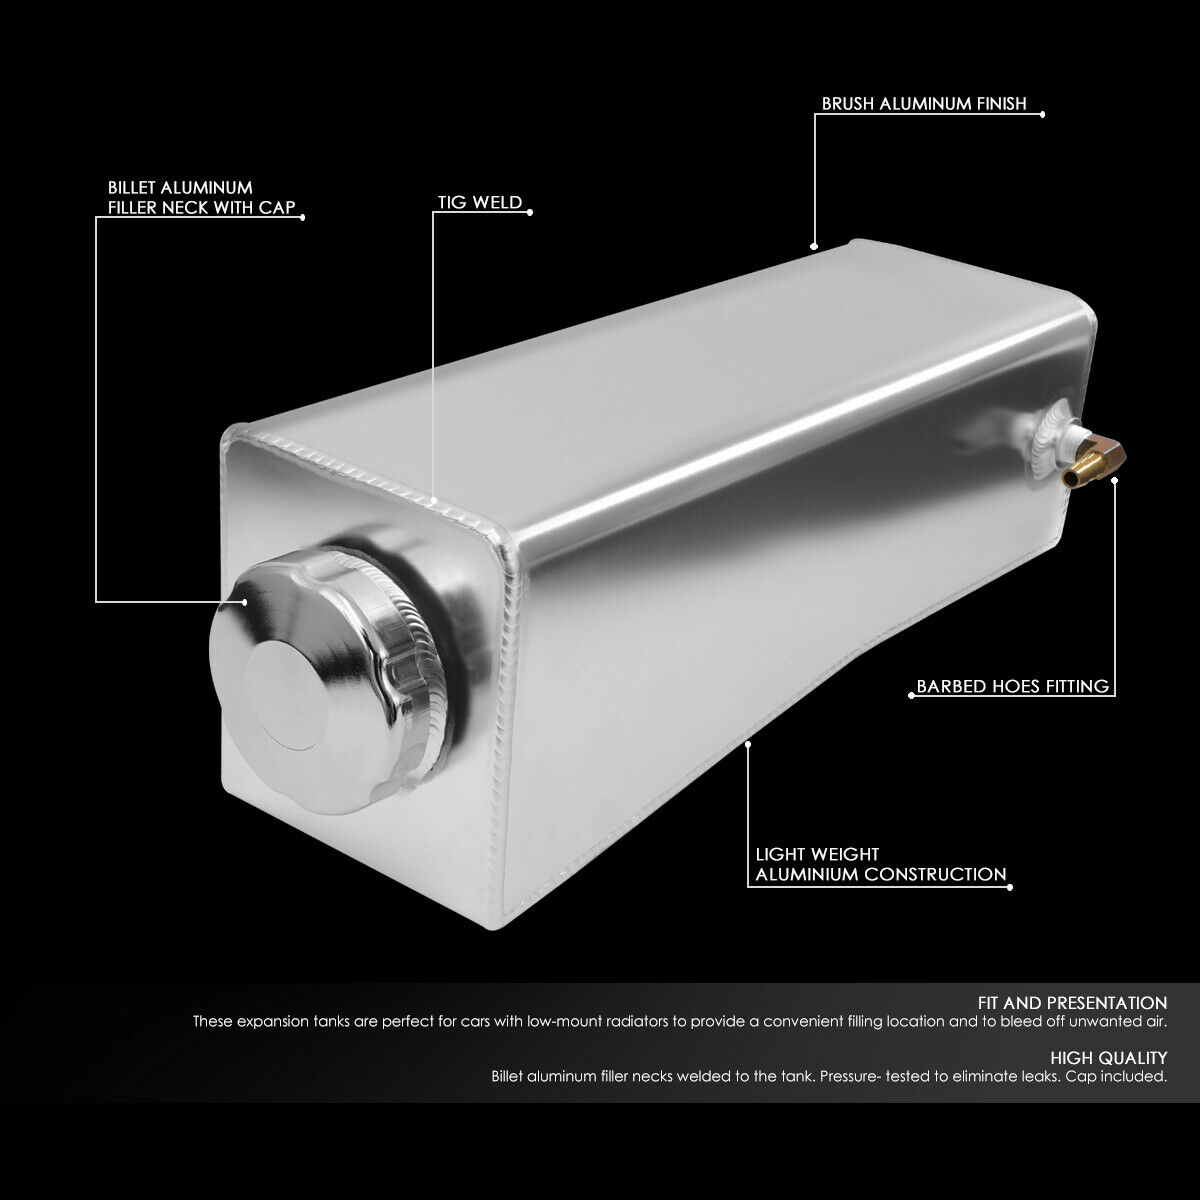 BRUSH ALUMINUM FINISH
BILLET ALUMINUM
FILLER NECK WITH CAP
TIG WELD
BARBED HOES FITTING
LIGHT WEIGHT
ALUMINIUM CONSTRUCTION
FIT AND PRESENTATION
These expansion tanks are perfect for cars with low-mount radiators to provide a convenient filling location and to bleed off unwanted air.
HIGH QUALITY
Billet aluminum filler necks welded to the tank. Pressure- tested to eliminate leaks. Cap included.